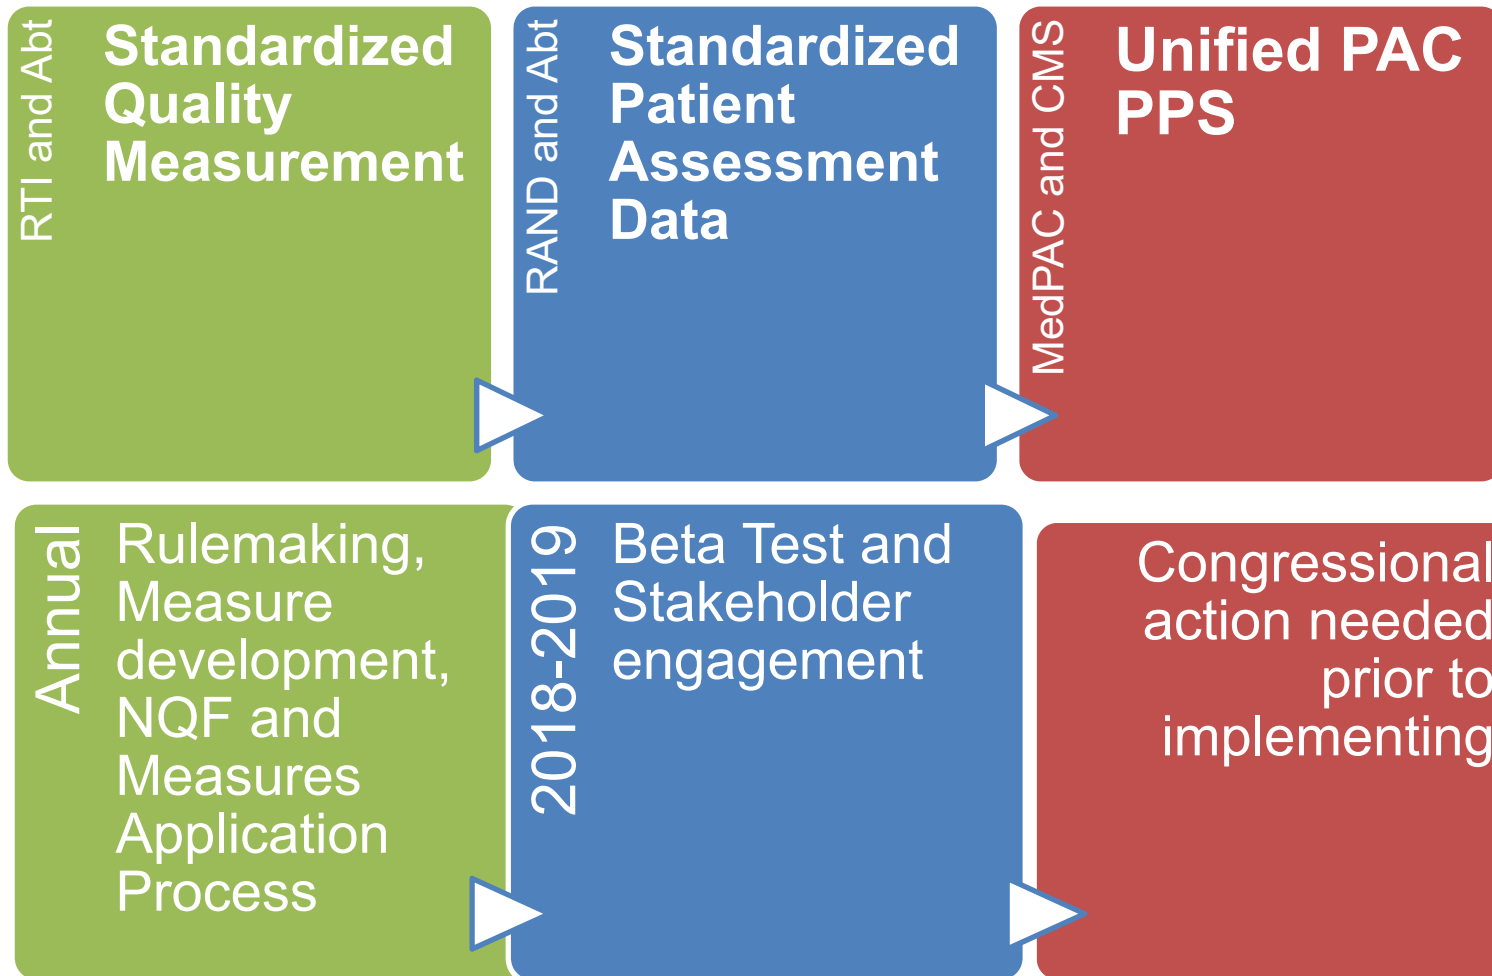 RTI and Abt
Standardized
Quality
Measurement
RAND and Abt
Standardized
Patient
Assessment
Data
MedPAC and CMS
Unified PAC
PPS
Annual
Rulemaking,
Measure
development,
NQF and
Measures
Application
Process
2018-2019
Beta Test and
Stakeholder
engagement
Congressional
action needed
prior to
implementing